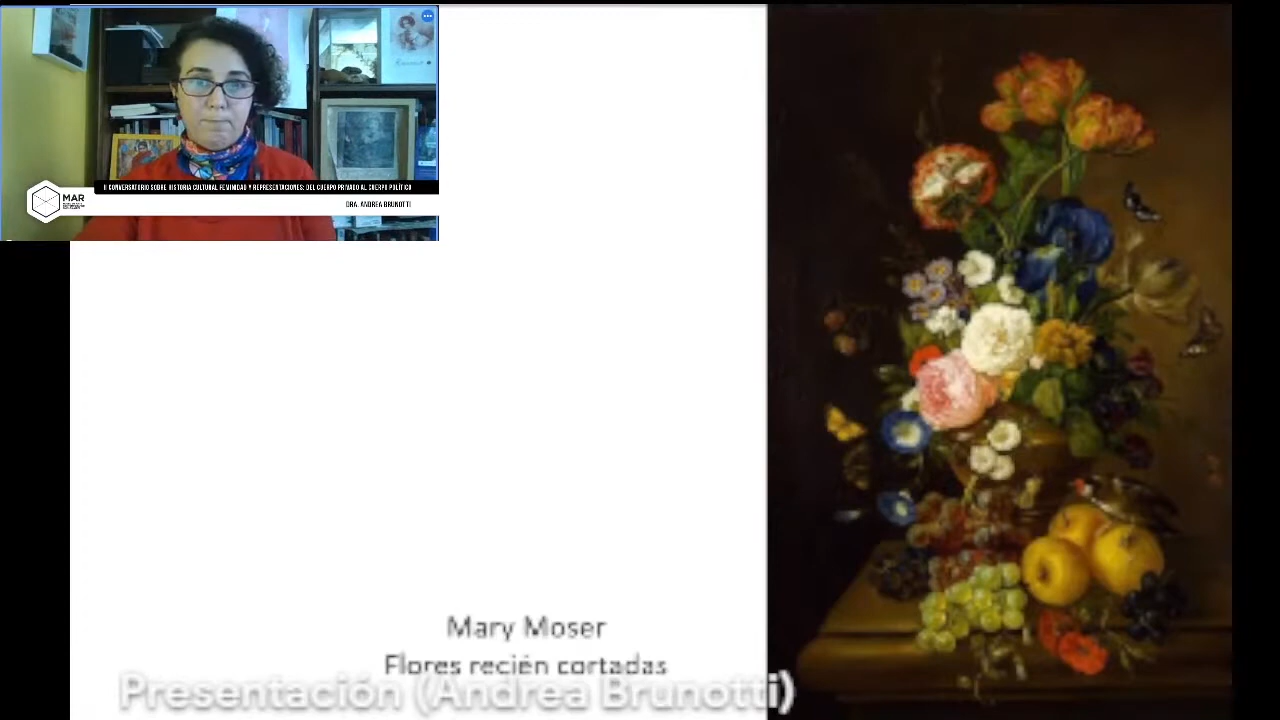 II CONVERSATORIO SOBRE HISTORIA CULTURAL FEMINIDAD Y REPRESENTACIONES: DEL CUERPO PRIVADO AL CUERPO POLÍTICO
MAR
DRA. ANDREA BRUNOTTI
Mary Moser
Flores recién cortadas
Presentación (Andrea Brunotti)